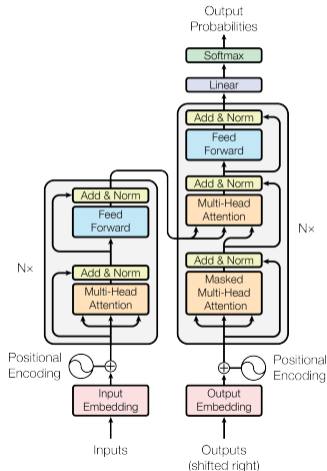 Output
Probabilities
Softmax
Linear
Add & Norm
Feed
Forward
Add & Norm
Multi-Head
Attention
Nx
Add & Norm
Masked
Multi-Head
Attention
Add & Norm
Feed
Forward
Nx
Add & Norm
Multi-Head
Attention
Positional
Encoding
Positional
Encoding
Input
Embedding
Output
Embedding
Inputs
Outputs
(shifted right)